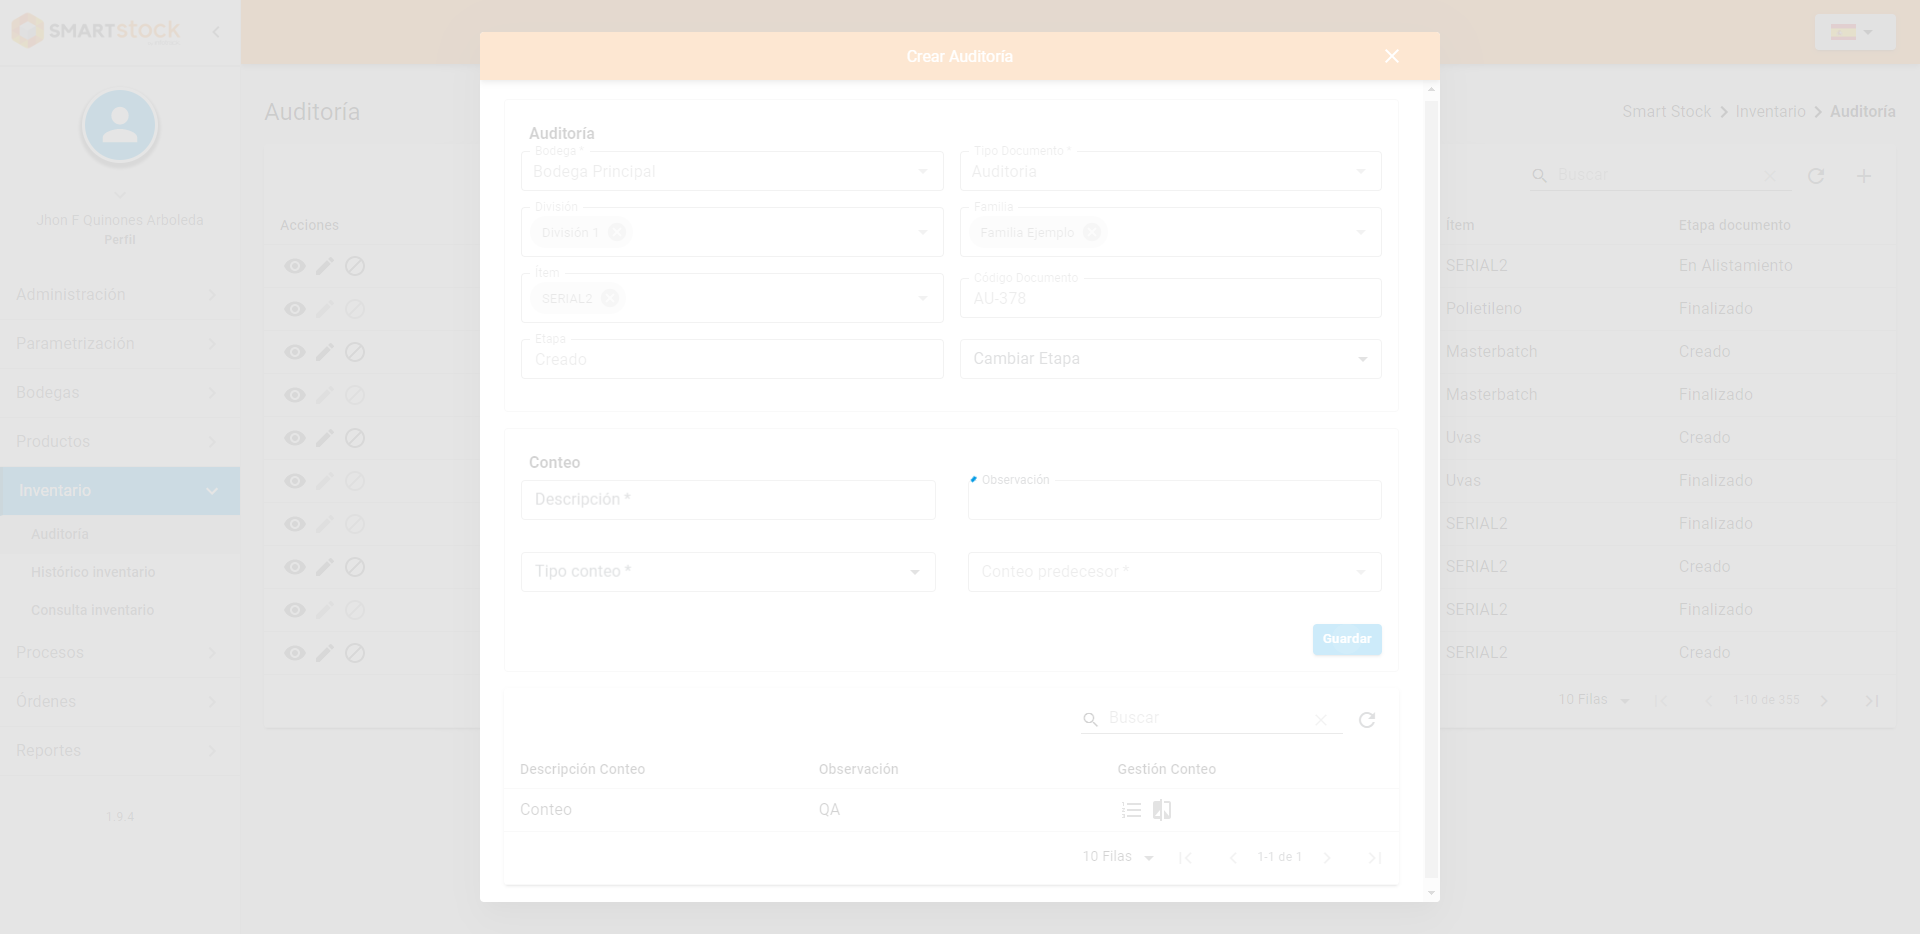 SMARTstock
Crear Auditoría
Auditoría
Smart Stock > Inventario > Auditoría
Jhon F Quinones Arboleda
Perfil
Administración
Parametrización
Bodegas
Productos
Inventario
Auditoría
Histórico inventario
Consulta inventario
Procesos
Órdenes
Reportes
1.9.4
Acciones
Auditoría
Bodega *
Bodega Principal
Tipo Documento *
Auditoria
División
División 1
Familia
Familia Ejemplo
Ítem
SERIAL2
Código Documento
AU-378
Etapa
Creado
Cambiar Etapa
Conteo
Descripción *
Observación
Tipo conteo *
Conteo predecesor *
Guardar
Buscar
Descripción Conteo Observación Gestión Conteo
Conteo QA
10 Filas 1-1 de 1
Buscar
Ítem Etapa documento
SERIAL2 En Alistamiento
Polietileno Finalizado
Masterbatch Creado
Masterbatch Finalizado
Uvas Creado
Uvas Finalizado
SERIAL2 Finalizado
SERIAL2 Creado
SERIAL2 Finalizado
SERIAL2 Creado
10 Filas 1-10 de 355